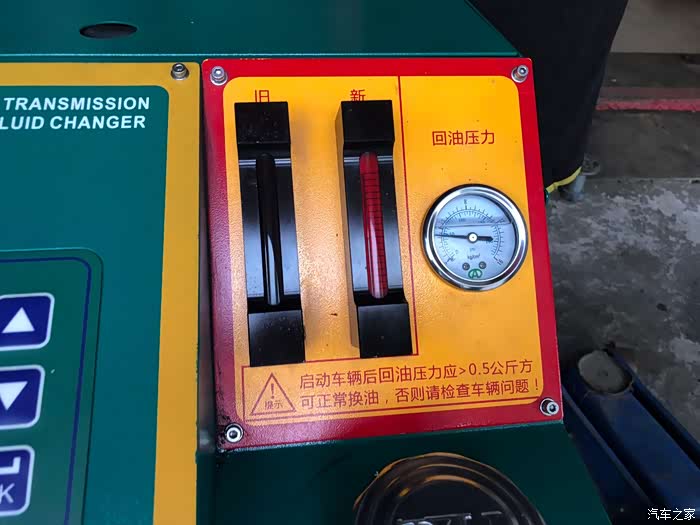 TRANSMISSION
LUID CHANGER
旧 新
回油压力
kg/cm²
启动车辆后回油压力应>0.5公斤方
可正常换油，否则请检查车辆问题！
提示
K
汽车之家